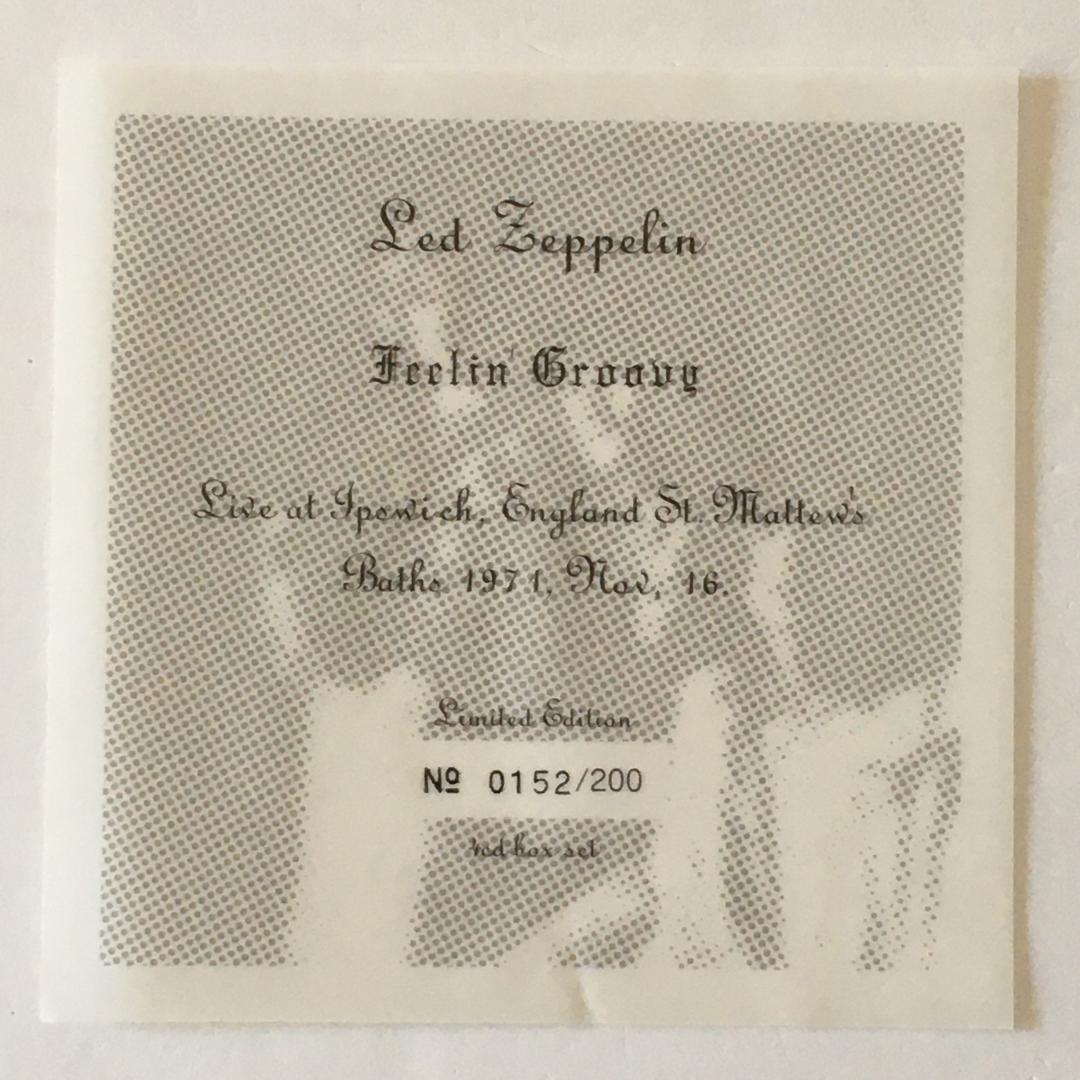 Led Zeppelin
Feelin' Groovy
Live at Ipswich, England St. Mattew's
Baths 1971, Nov, 16.
Limited Edition
Nº 0152/200
4cd box set